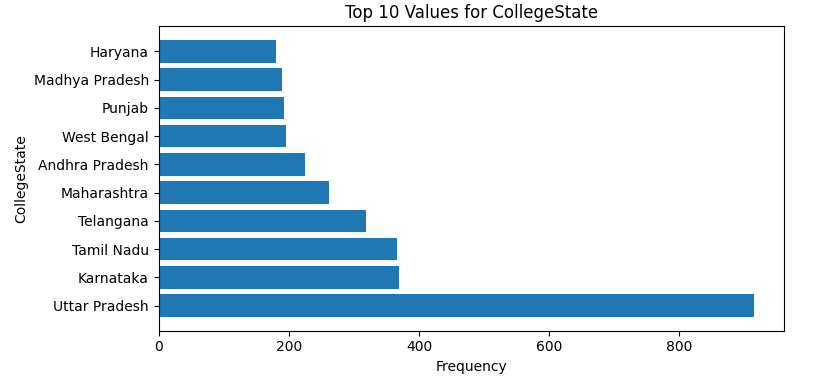 Top 10 Values for CollegeState
CollegeState
Haryana
Madhya Pradesh
Punjab
West Bengal
Andhra Pradesh
Maharashtra
Telangana
Tamil Nadu
Karnataka
Uttar Pradesh
0 200 400 600 800
Frequency